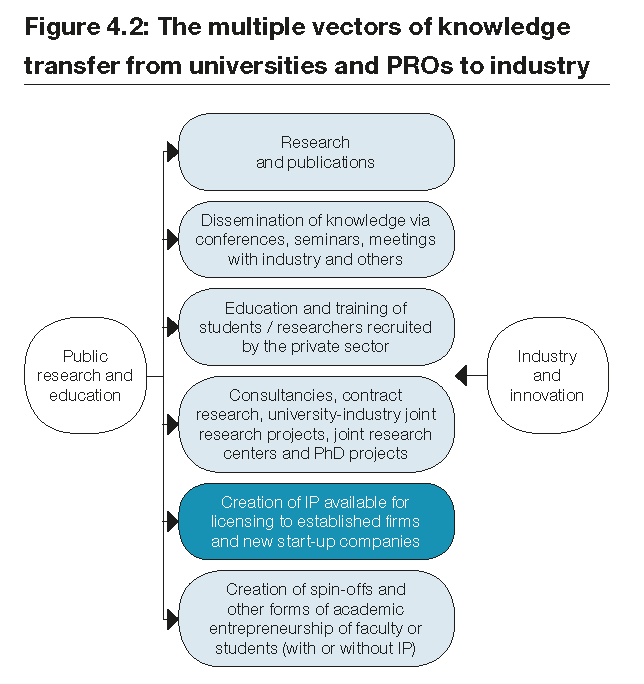 Figure 4.2: The multiple vectors of knowledge
transfer from universities and PROs to industry
Research
and publications
Dissemination of knowledge via
conferences, seminars, meetings
with industry and others
Education and training of
students / researchers recruited
by the private sector
Public
research and
education
Industry
and
innovation
Consultancies, contract
research, university-industry joint
research projects, joint research
centers and PhD projects
Creation of IP available for
licensing to established firms
and new start-up companies
Creation of spin-offs and
other forms of academic
entrepreneurship of faculty or
students (with or without IP)